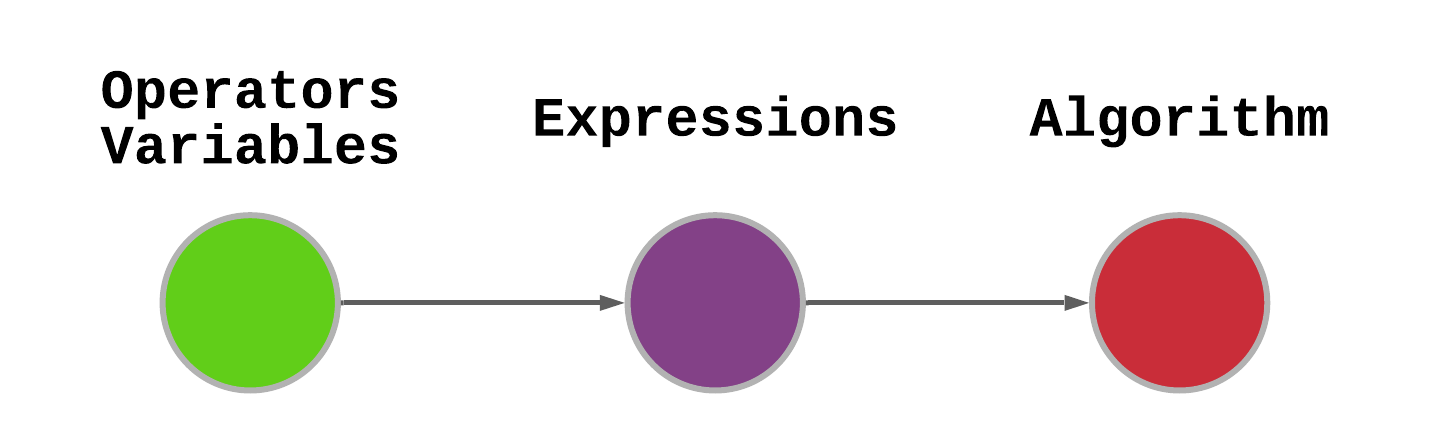 Operators
Variables
Expressions
Algorithm